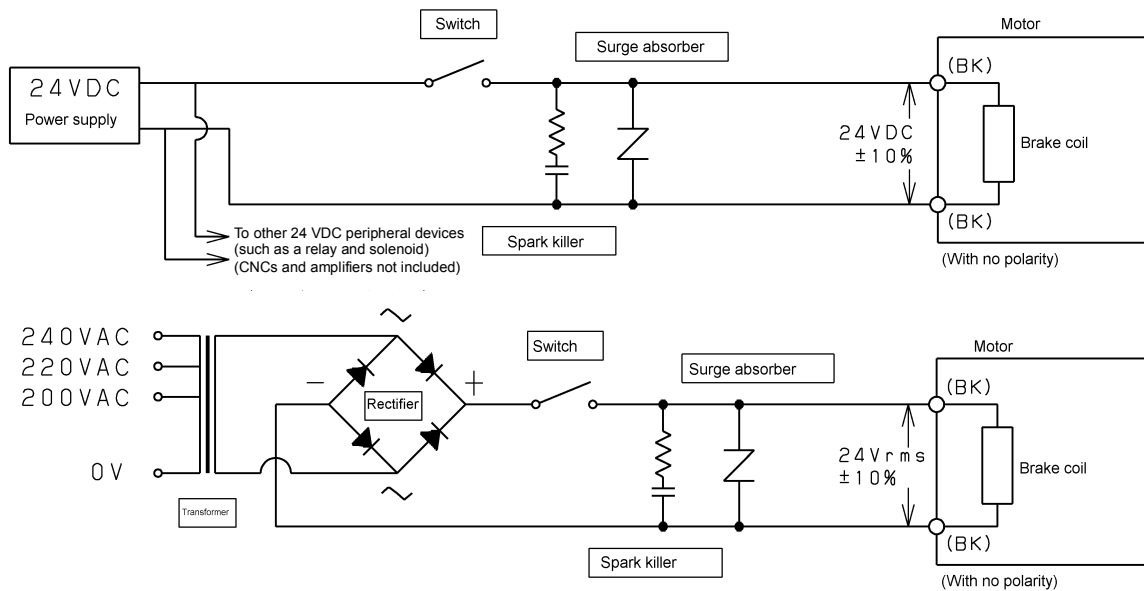 Switch
Surge absorber
Motor
24VDC
Power supply
(BK)
24VDC
±10%
Brake coil
(BK)
To other 24 VDC peripheral devices
(such as a relay and solenoid)
(CNCs and amplifiers not included)
Spark killer
(With no polarity)
240VAC
220VAC
200VAC
0V
Transformer
Rectifier
−
+
Switch
Surge absorber
Motor
(BK)
24Vrms
±10%
Brake coil
(BK)
Spark killer
(With no polarity)